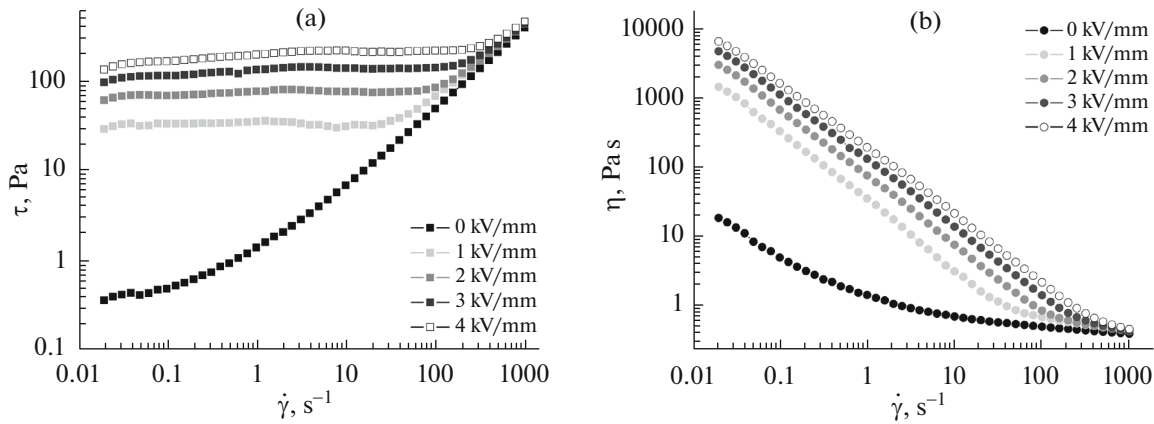 (a)
τ, Pa
100
10
1
0.1
0.01 0.1 1 10 100 1000
γ̇, s⁻¹
0 kV/mm
1 kV/mm
2 kV/mm
3 kV/mm
4 kV/mm
(b)
η, Pa s
10000
1000
100
10
1
0.01 0.1 1 10 100 1000
γ̇, s⁻¹
0 kV/mm
1 kV/mm
2 kV/mm
3 kV/mm
4 kV/mm